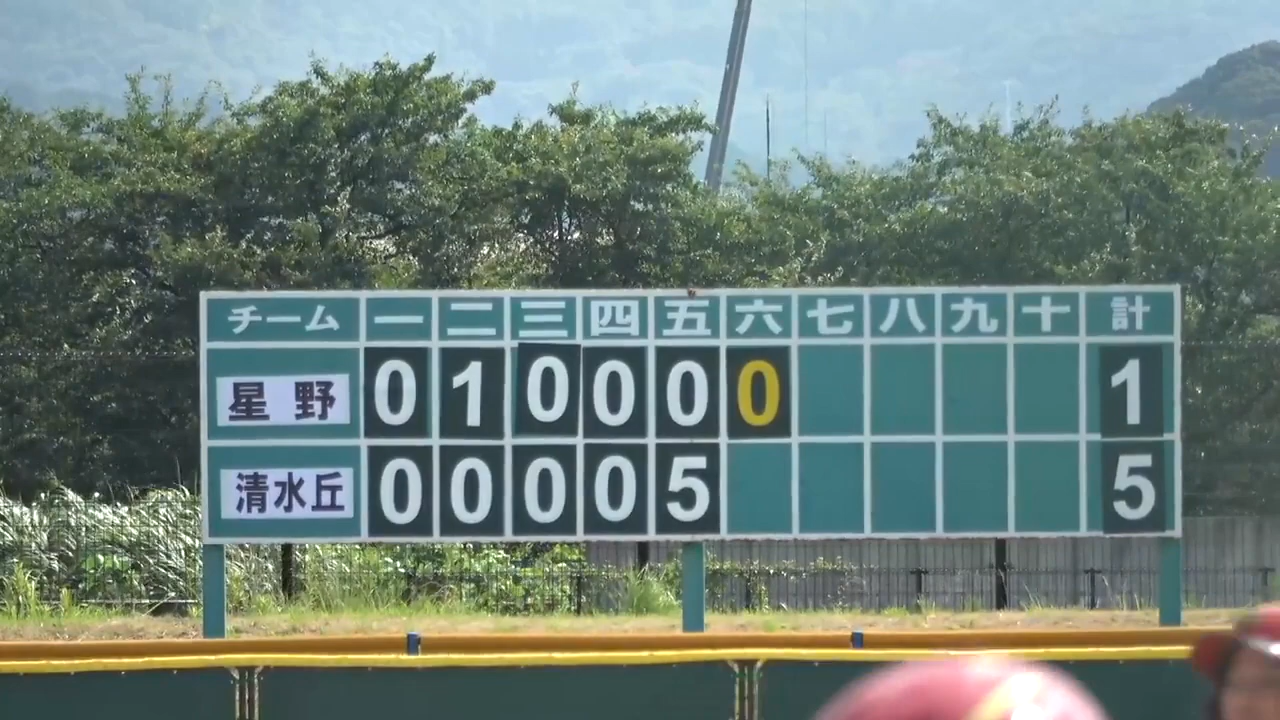 チーム 一 二 三 四 五 六 七 八 九 十 計
星野 0 1 0 0 0 0 1
清水丘 0 0 0 0 5 5